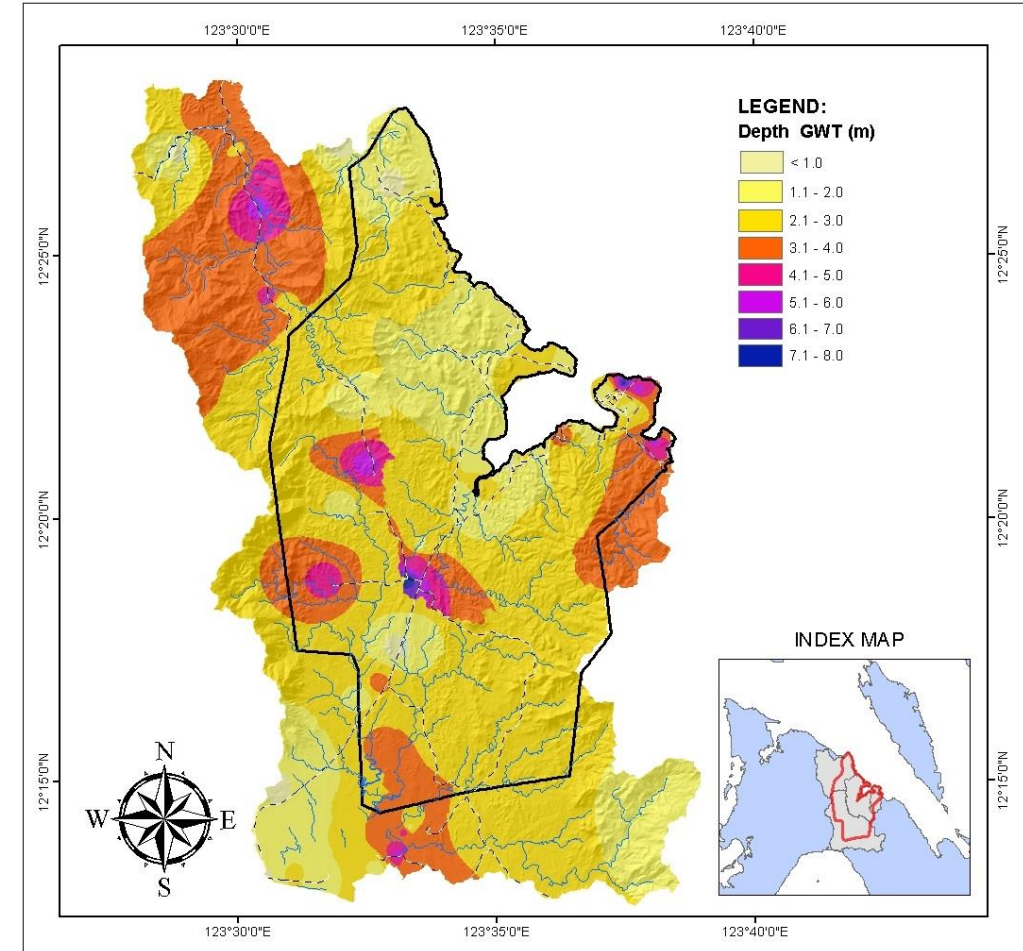 123°30'0"E 123°35'0"E 123°40'0"E
LEGEND:
Depth GWT (m)
< 1.0
1.1 - 2.0
2.1 - 3.0
3.1 - 4.0
4.1 - 5.0
5.1 - 6.0
6.1 - 7.0
7.1 - 8.0
12°25'0"N 12°25'0"N
12°20'0"N 12°20'0"N
INDEX MAP
12°15'0"N 12°15'0"N
N
W E
S
123°30'0"E 123°35'0"E 123°40'0"E